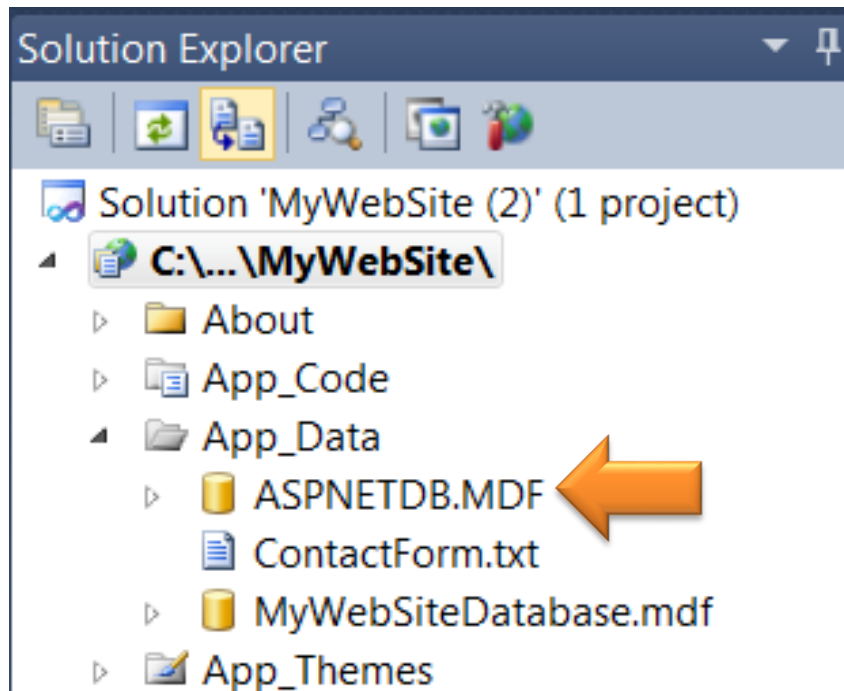 Solution Explorer
Solution 'MyWebSite (2)' (1 project)
C:\...\MyWebSite\
About
App_Code
App_Data
ASPNETDB.MDF
ContactForm.txt
MyWebSiteDatabase.mdf
App_Themes